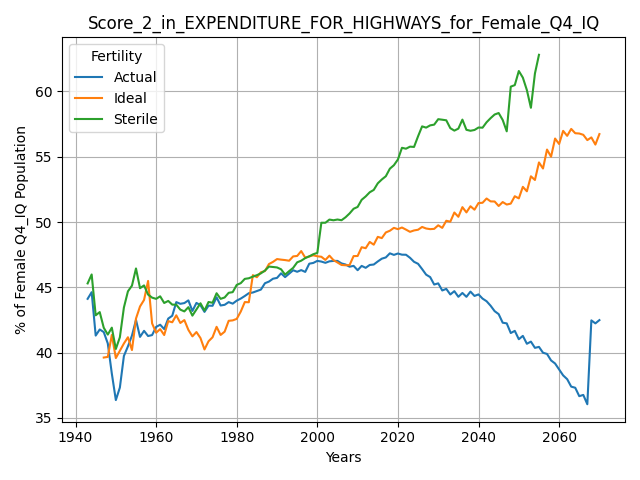 Score_2_in_EXPENDITURE_FOR_HIGHWAYS_for_Female_Q4_IQ
Fertility
Actual
Ideal
Sterile
% of Female Q4_IQ Population
60
55
50
45
40
35
1940 1960 1980 2000 2020 2040 2060
Years